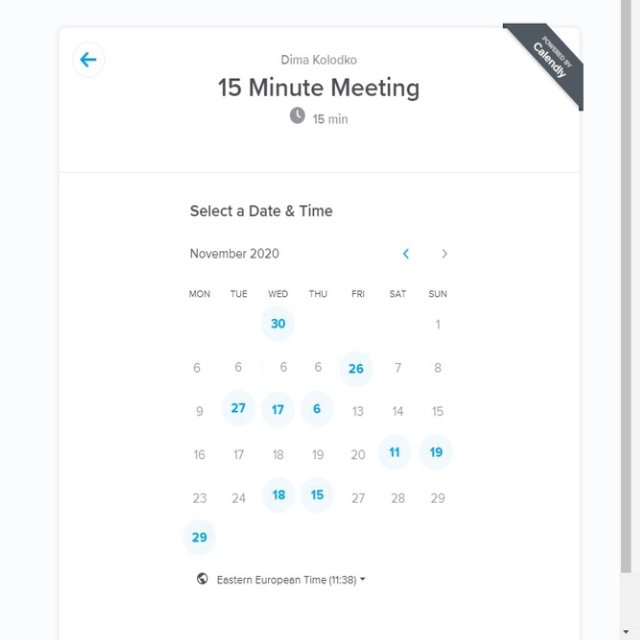 Dima Kolodko
POWERED BY
Calendly
15 Minute Meeting
15 min
Select a Date & Time
November 2020
MON TUE WED THU FRI SAT SUN
30 1
6 6 6 6 26 7 8
9 27 17 6 13 14 15
16 17 18 19 20 11 19
23 24 18 15 27 28 29
29
Eastern European Time (11:38)